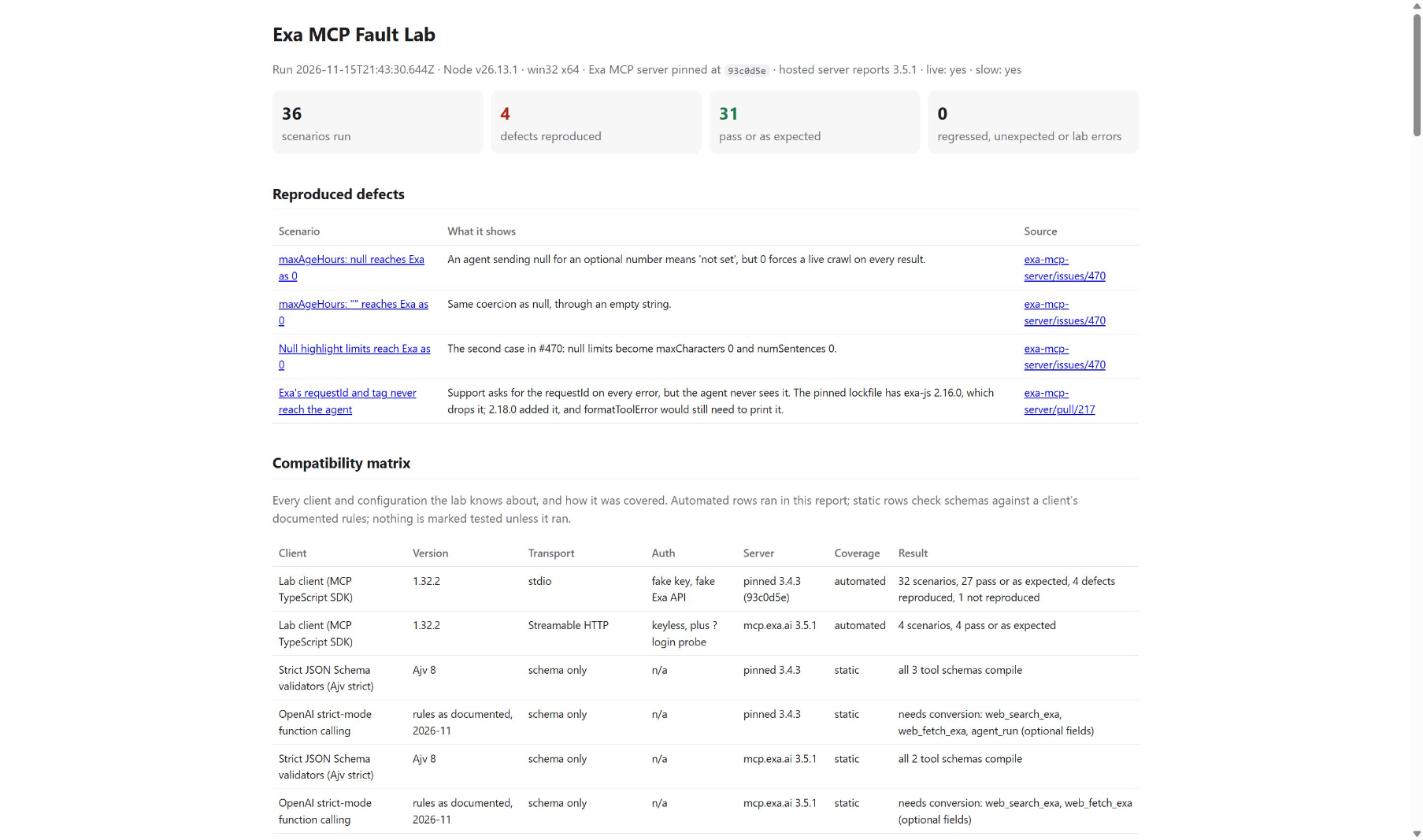 Exa MCP Fault Lab
Run 2026-11-15T21:43:30.644Z · Node v26.13.1 · win32 x64 · Exa MCP server pinned at 93c0d5e · hosted server reports 3.5.1 · live: yes · slow: yes
36
scenarios run
4
defects reproduced
31
pass or as expected
0
regressed, unexpected or lab errors
Reproduced defects
Scenario What it shows Source
maxAgeHours: null reaches Exa
as 0
An agent sending null for an optional number means 'not set', but 0 forces a live crawl on every result.
exa-mcp-
server/issues/470
maxAgeHours: "" reaches Exa as
0
Same coercion as null, through an empty string.
exa-mcp-
server/issues/470
Null highlight limits reach Exa as
0
The second case in #470: null limits become maxCharacters 0 and numSentences 0.
exa-mcp-
server/issues/470
Exa's requestId and tag never
reach the agent
Support asks for the requestId on every error, but the agent never sees it. The pinned lockfile has exa-js 2.16.0, which
drops it; 2.18.0 added it, and formatToolError would still need to print it.
exa-mcp-
server/pull/217
Compatibility matrix
Every client and configuration the lab knows about, and how it was covered. Automated rows ran in this report; static rows check schemas against a client's
documented rules; nothing is marked tested unless it ran.
Client Version Transport Auth Server Coverage Result
Lab client (MCP
TypeScript SDK)
1.32.2
stdio
fake key, fake
Exa API
pinned 3.4.3
(93c0d5e)
automated
32 scenarios, 27 pass or as expected, 4 defects
reproduced, 1 not reproduced
Lab client (MCP
TypeScript SDK)
1.32.2
Streamable HTTP
keyless, plus ?
login probe
mcp.exa.ai 3.5.1
automated
4 scenarios, 4 pass or as expected
Strict JSON Schema
validators (Ajv strict)
Ajv 8
schema only
n/a
pinned 3.4.3
static
all 3 tool schemas compile
OpenAI strict-mode
function calling
rules as documented,
2026-11
schema only
n/a
pinned 3.4.3
static
needs conversion: web_search_exa,
web_fetch_exa, agent_run (optional fields)
Strict JSON Schema
validators (Ajv strict)
Ajv 8
schema only
n/a
mcp.exa.ai 3.5.1
static
all 2 tool schemas compile
OpenAI strict-mode
function calling
rules as documented,
2026-11
schema only
n/a
mcp.exa.ai 3.5.1
static
needs conversion: web_search_exa, web_fetch_exa
(optional fields)